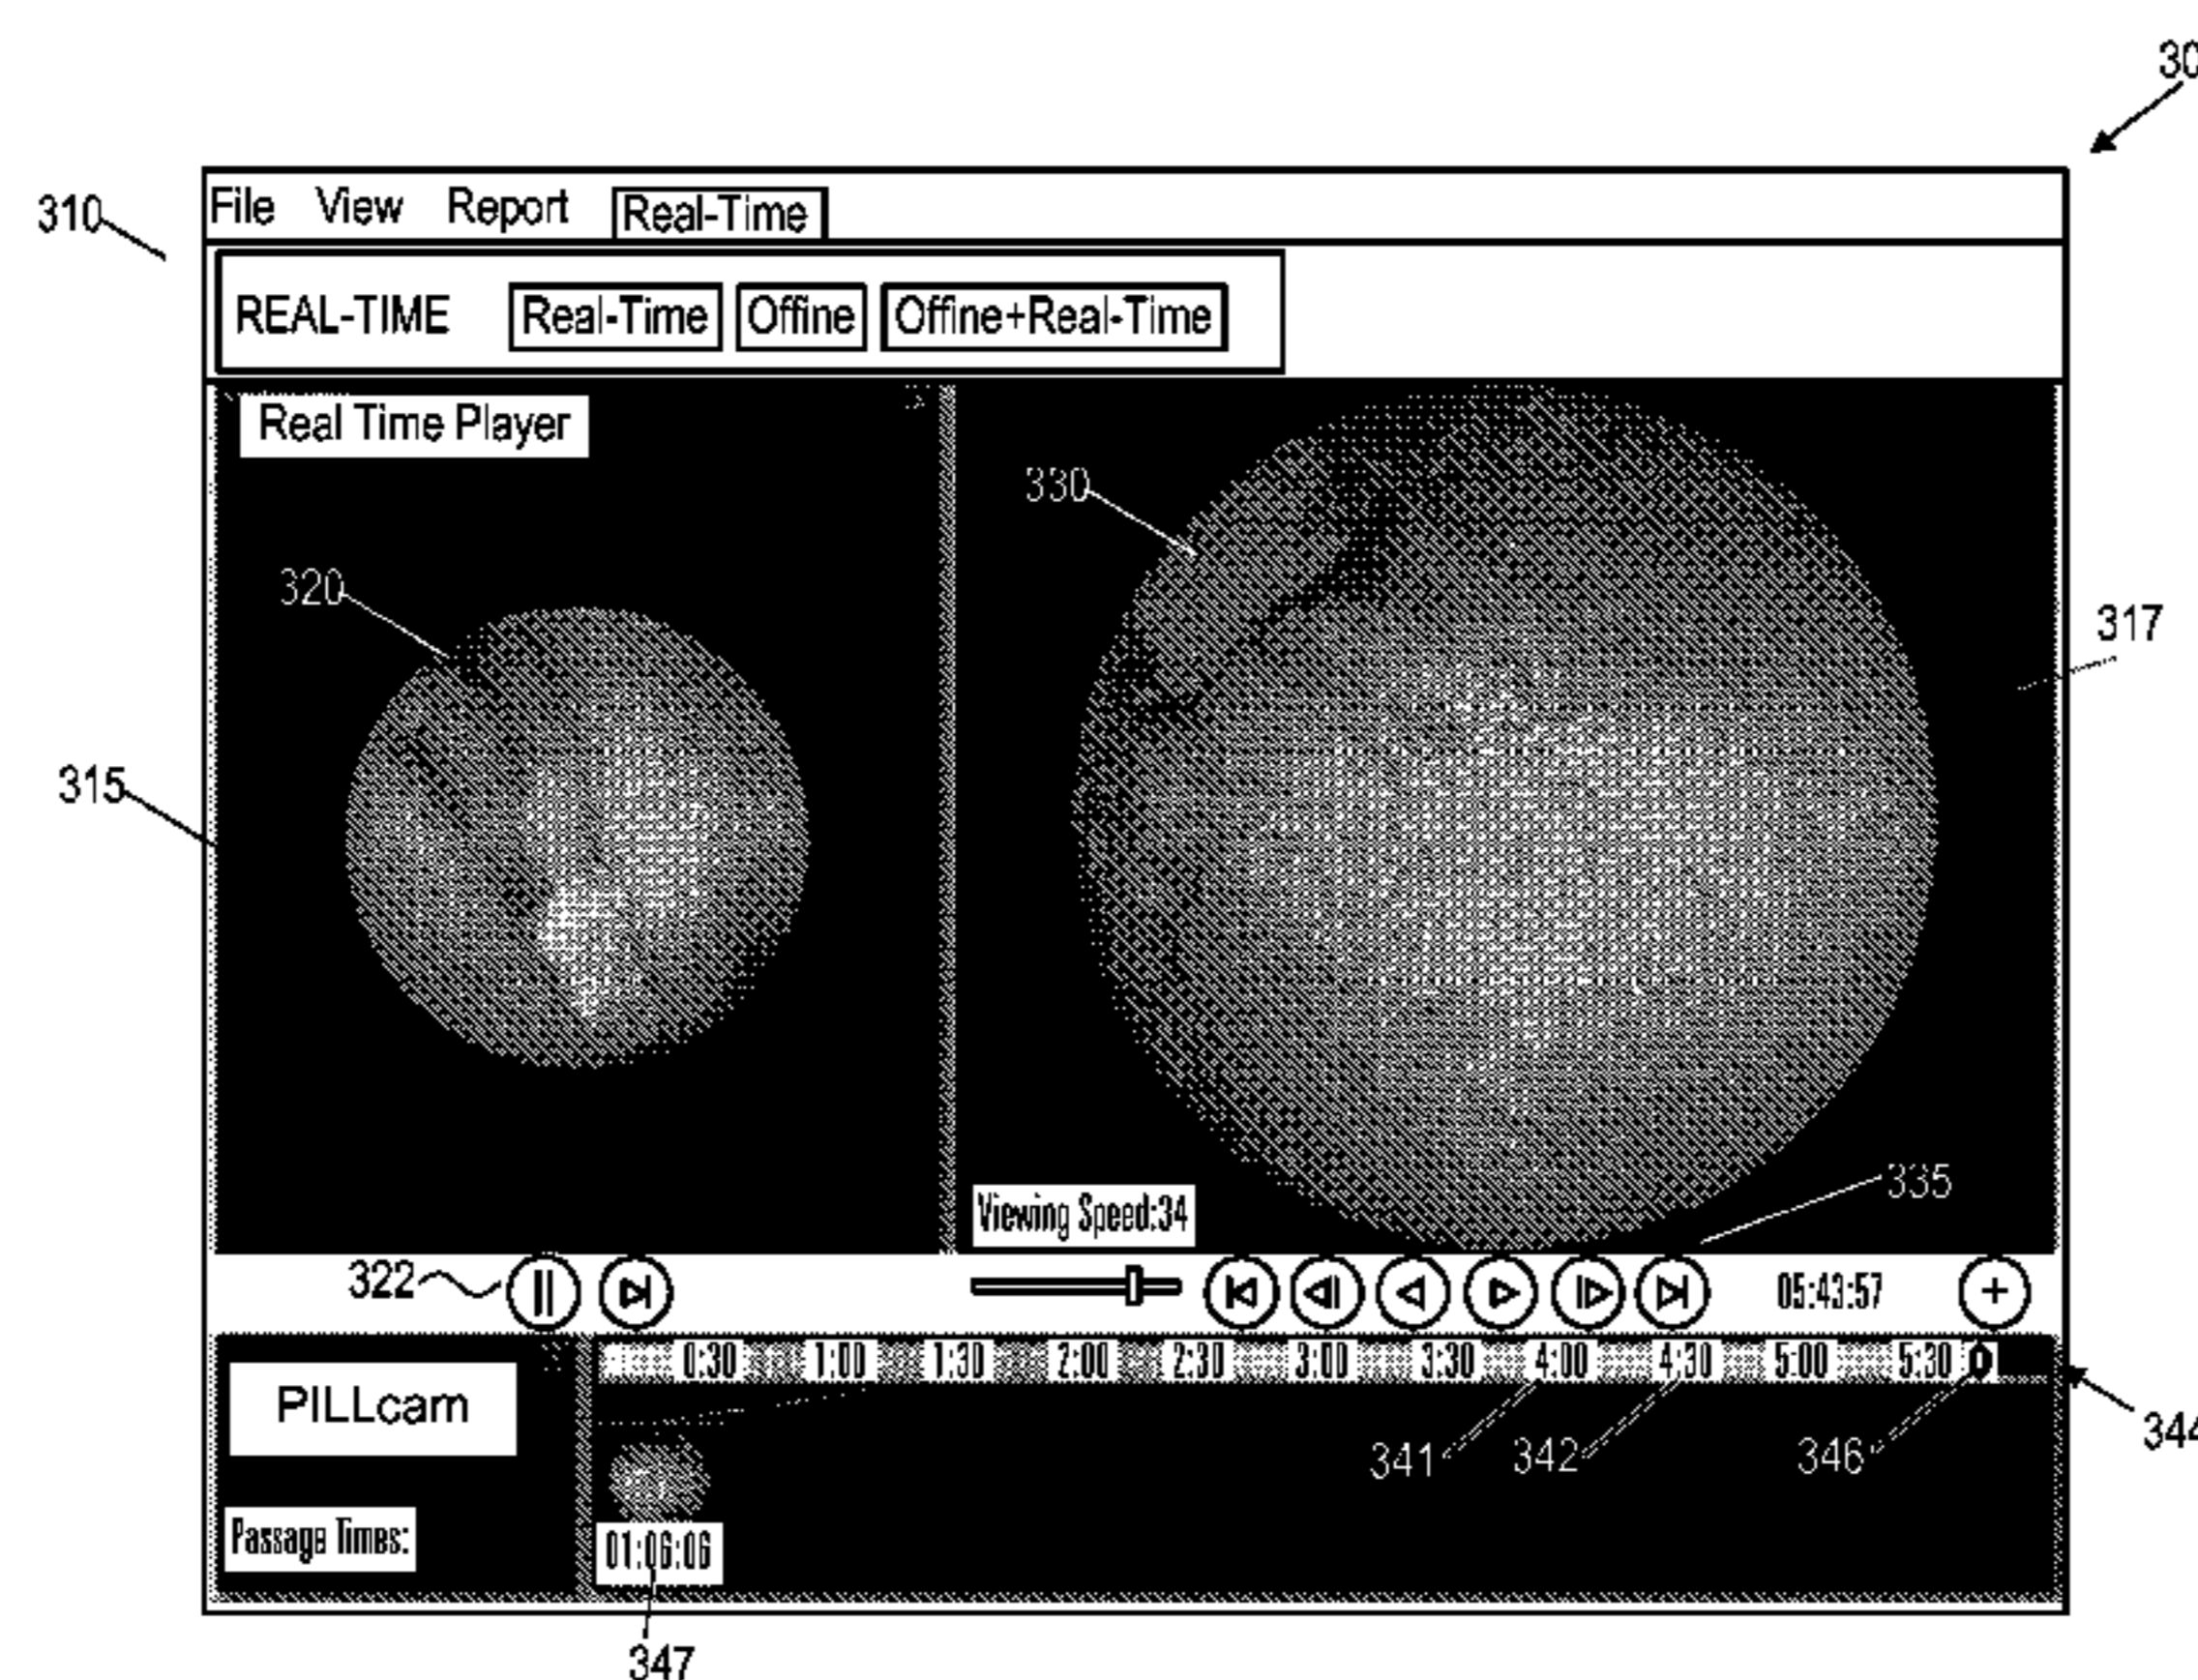 30
310
File View Report Real-Time
REAL-TIME Real-Time Offine Offine+Real-Time
Real Time Player
330
320
317
315
335
Viewing Speed:34
322
05:43:57
0:30 1:00 1:30 2:00 2:30 3:00 3:30 4:00 4:30 5:00 5:30
PILLcam
341 342 346
344
Passage Times:
01:06:06
347